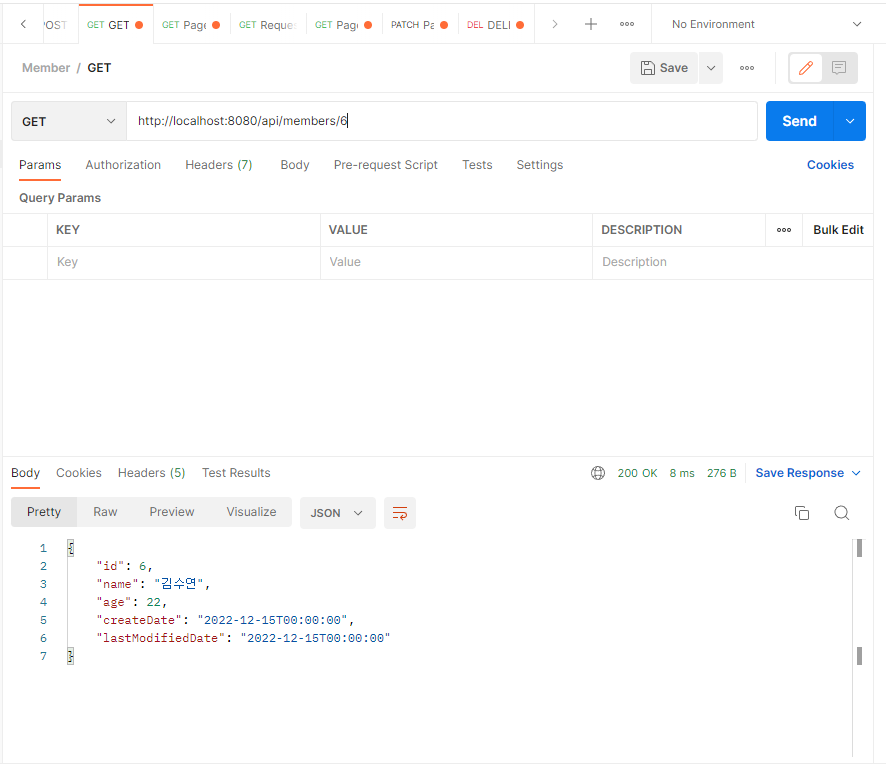 POST GET GET GET Page GET Reque GET Page PATCH Pa DEL DELI No Environment
Member / GET Save
GET http://localhost:8080/api/members/6 Send
Params Authorization Headers (7) Body Pre-request Script Tests Settings Cookies
Query Params
KEY VALUE DESCRIPTION Bulk Edit
Key Value Description
Body Cookies Headers (5) Test Results 200 OK 8 ms 276 B Save Response
Pretty Raw Preview Visualize JSON
1 {
2 "id": 6,
3 "name": "김수연",
4 "age": 22,
5 "createDate": "2022-12-15T00:00:00",
6 "lastModifiedDate": "2022-12-15T00:00:00"
7 }